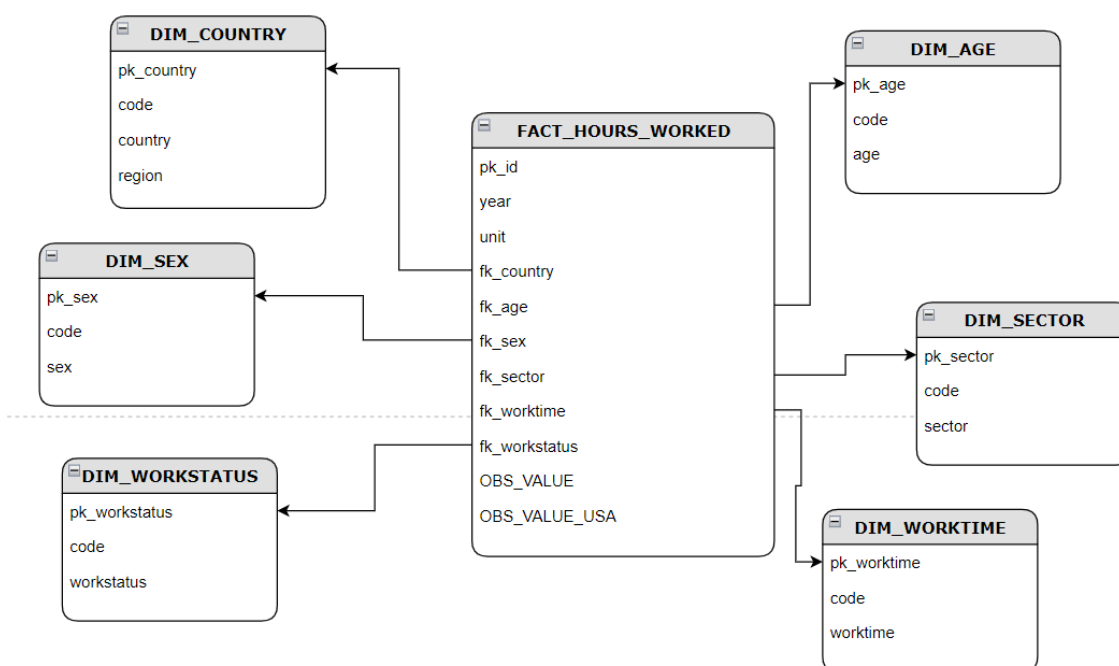 DIM_COUNTRY
pk_country
code
country
region
DIM_AGE
pk_age
code
age
FACT_HOURS_WORKED
pk_id
year
unit
fk_country
fk_age
fk_sex
fk_sector
fk_worktime
fk_workstatus
OBS_VALUE
OBS_VALUE_USA
DIM_SEX
pk_sex
code
sex
DIM_SECTOR
pk_sector
code
sector
DIM_WORKSTATUS
pk_workstatus
code
workstatus
DIM_WORKTIME
pk_worktime
code
worktime